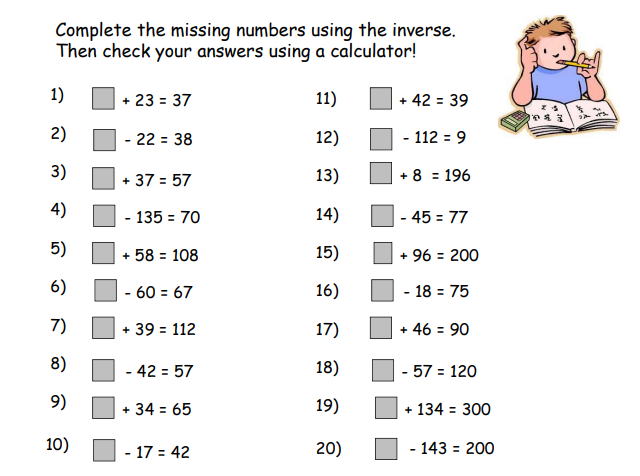 Complete the missing numbers using the inverse.
Then check your answers using a calculator!
1) + 23 = 37
2) - 22 = 38
3) + 37 = 57
4) - 135 = 70
5) + 58 = 108
6) - 60 = 67
7) + 39 = 112
8) - 42 = 57
9) + 34 = 65
10) - 17 = 42
11) + 42 = 39
12) - 112 = 9
13) + 8 = 196
14) - 45 = 77
15) + 96 = 200
16) - 18 = 75
17) + 46 = 90
18) - 57 = 120
19) + 134 = 300
20) - 143 = 200